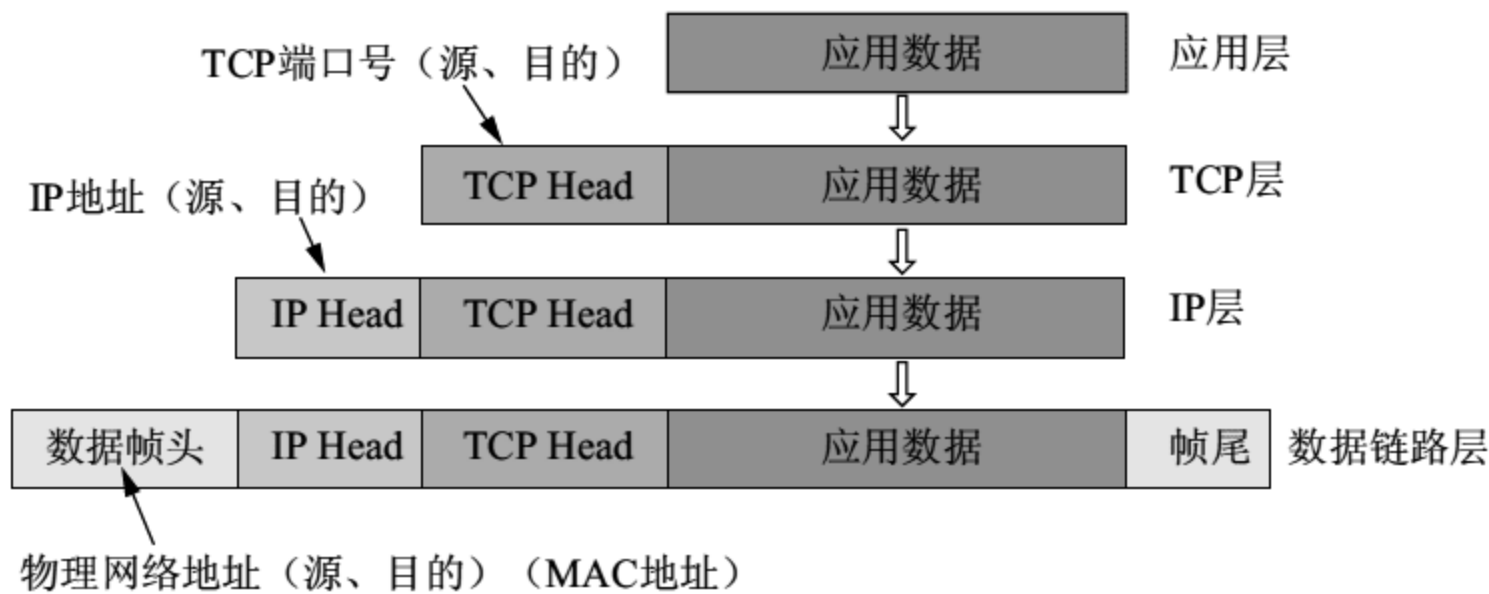 应用数据 应用层
TCP端口号（源、目的）
TCP Head 应用数据 TCP层
IP地址（源、目的）
IP Head TCP Head 应用数据 IP层
数据帧头 IP Head TCP Head 应用数据 帧尾 数据链路层
物理网络地址（源、目的）（MAC地址）